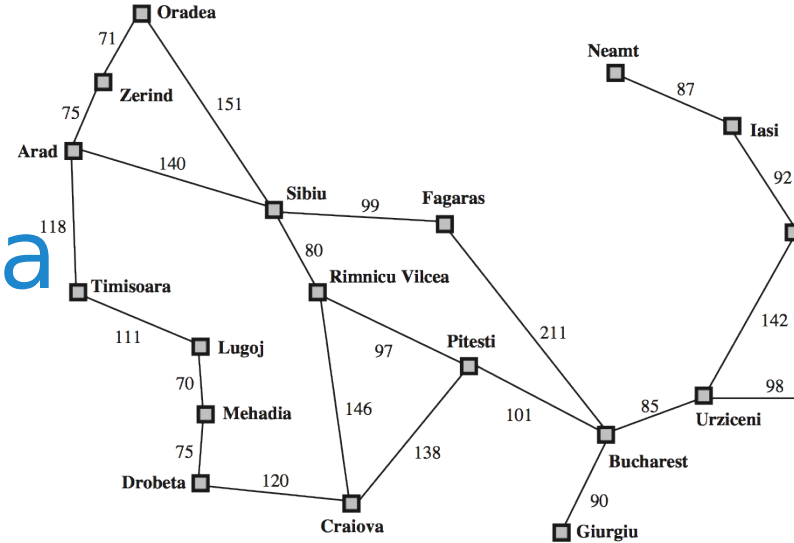 Oradea
71
Neamt
87
Zerind
151
75
Iasi
Arad
140
92
Sibiu
Fagaras
99
118
a
80
Timisoara
Rimnicu Vilcea
142
111
Lugoj
97
Pitesti
211
70
98
146
101
85
Urziceni
Mehadia
75
138
Bucharest
Drobeta
120
90
Craiova
Giurgiu